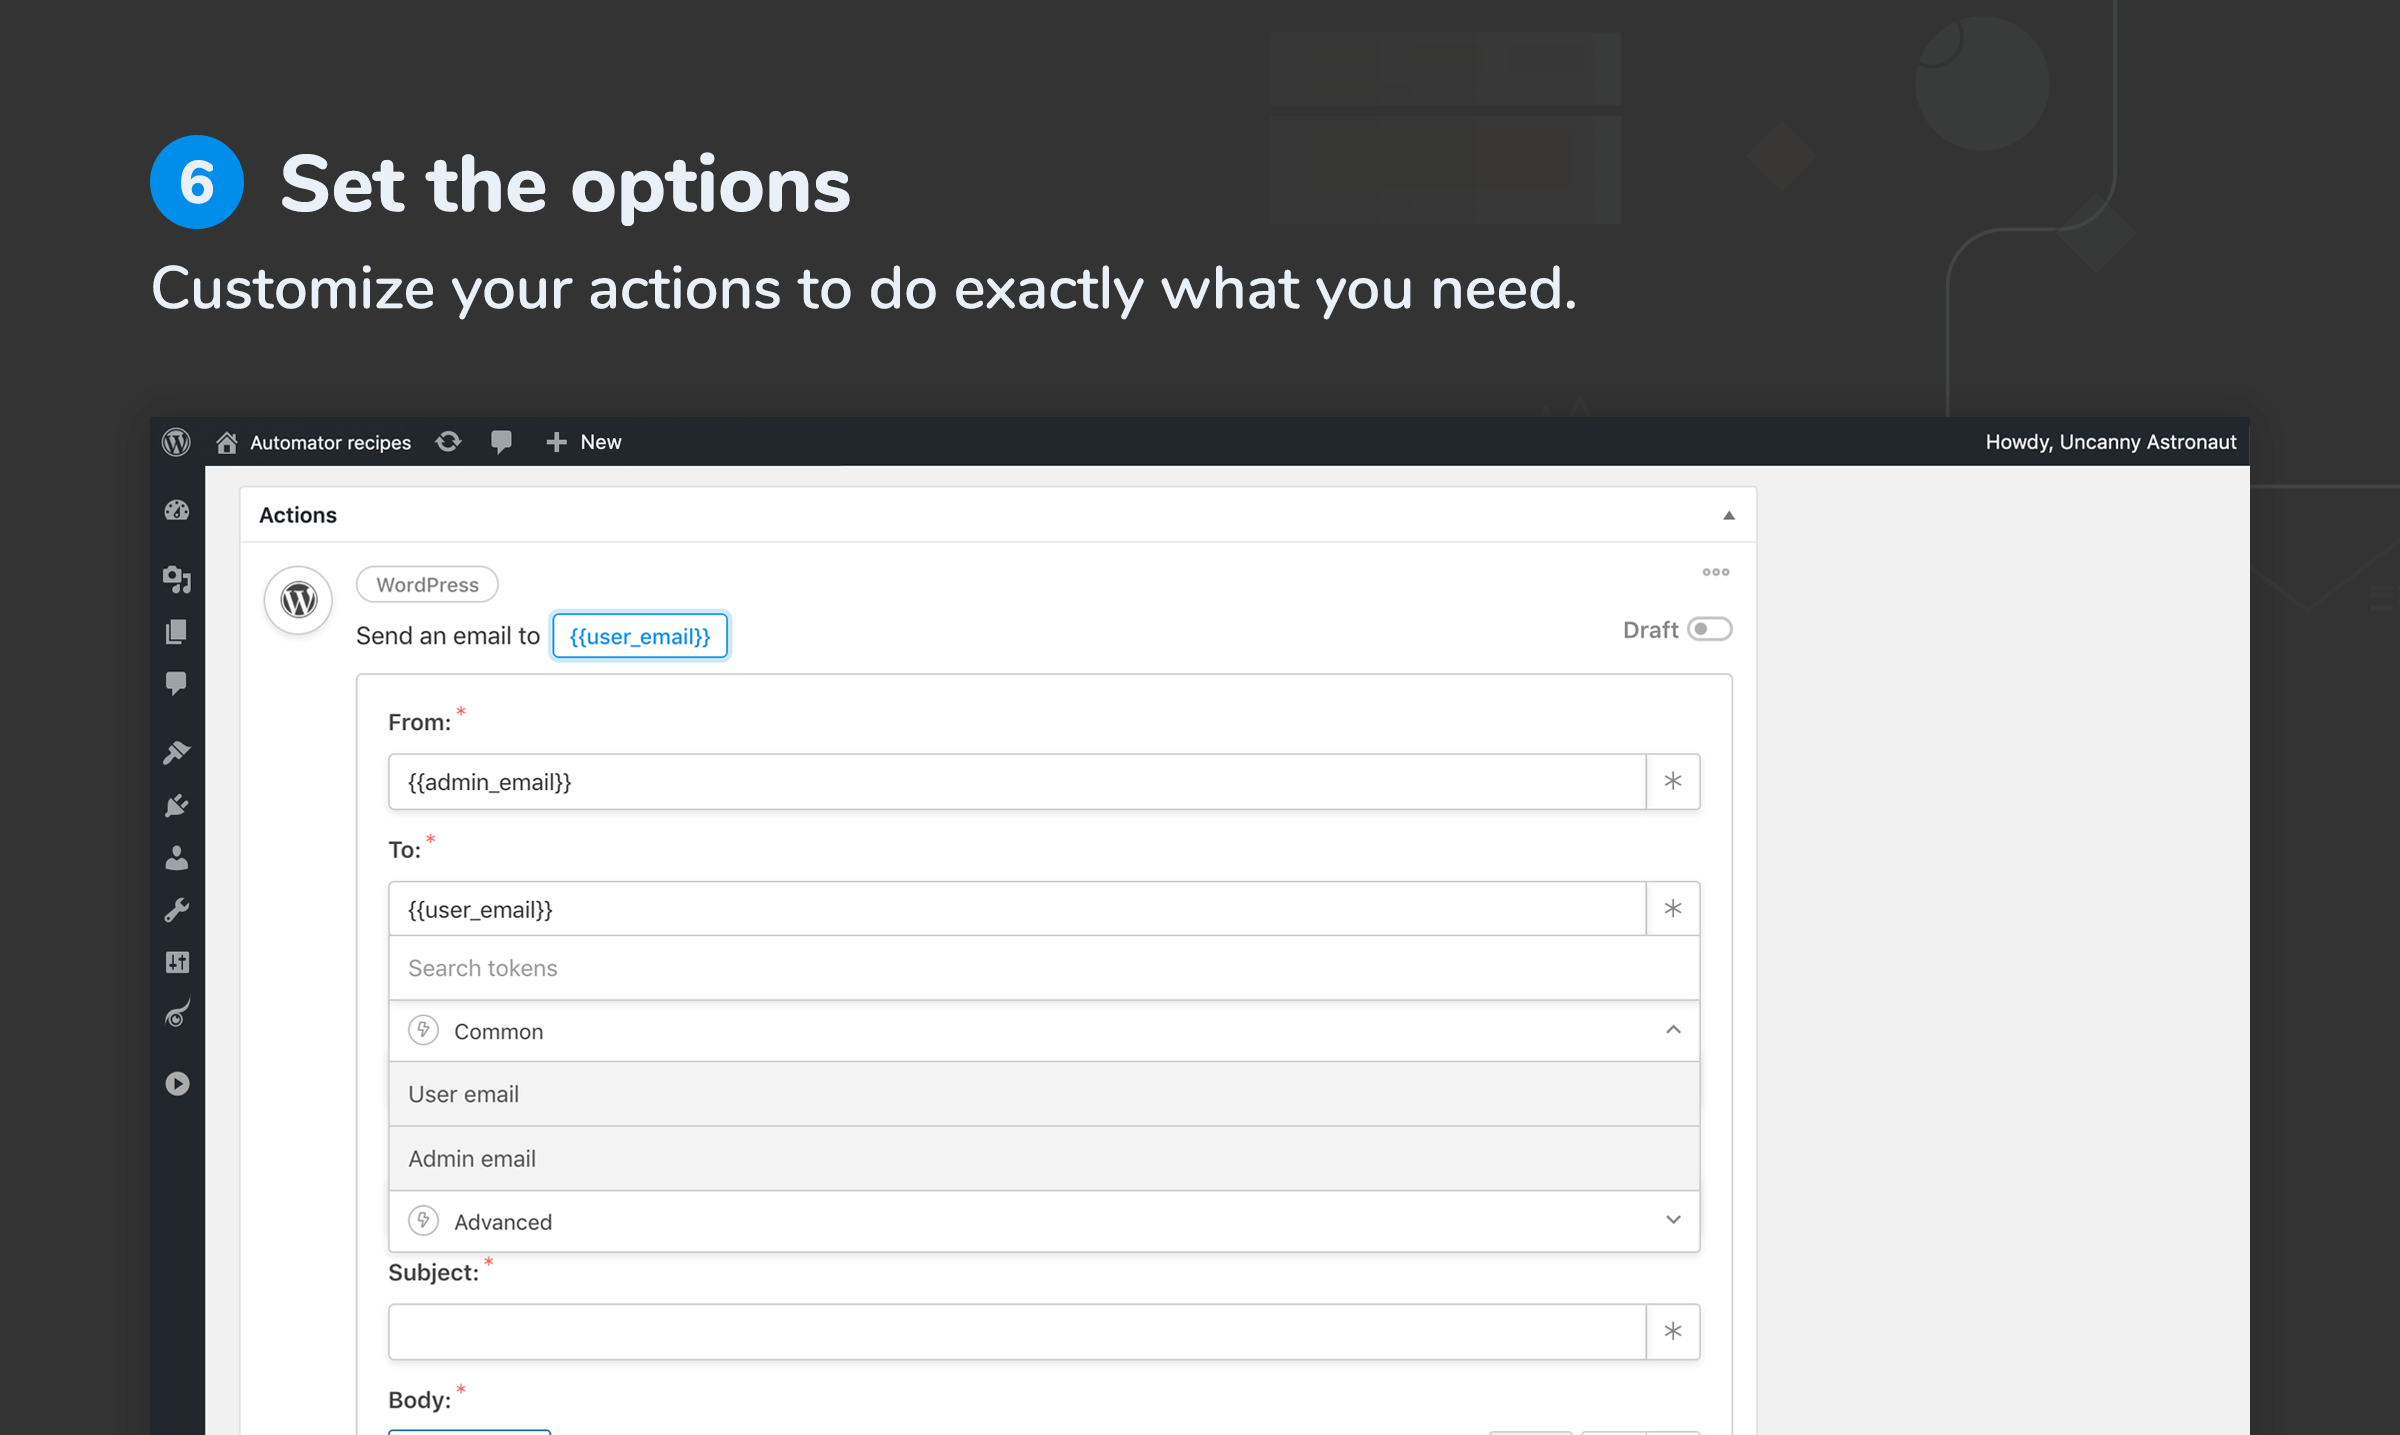 6 Set the options
Customize your actions to do exactly what you need.
Automator recipes New Howdy, Uncanny Astronaut
Actions
WordPress
Send an email to {{user_email}}
Draft
From: *
{{admin_email}}
To: *
{{user_email}}
Search tokens
Common
User email
Admin email
Advanced
Subject: *
Body: *